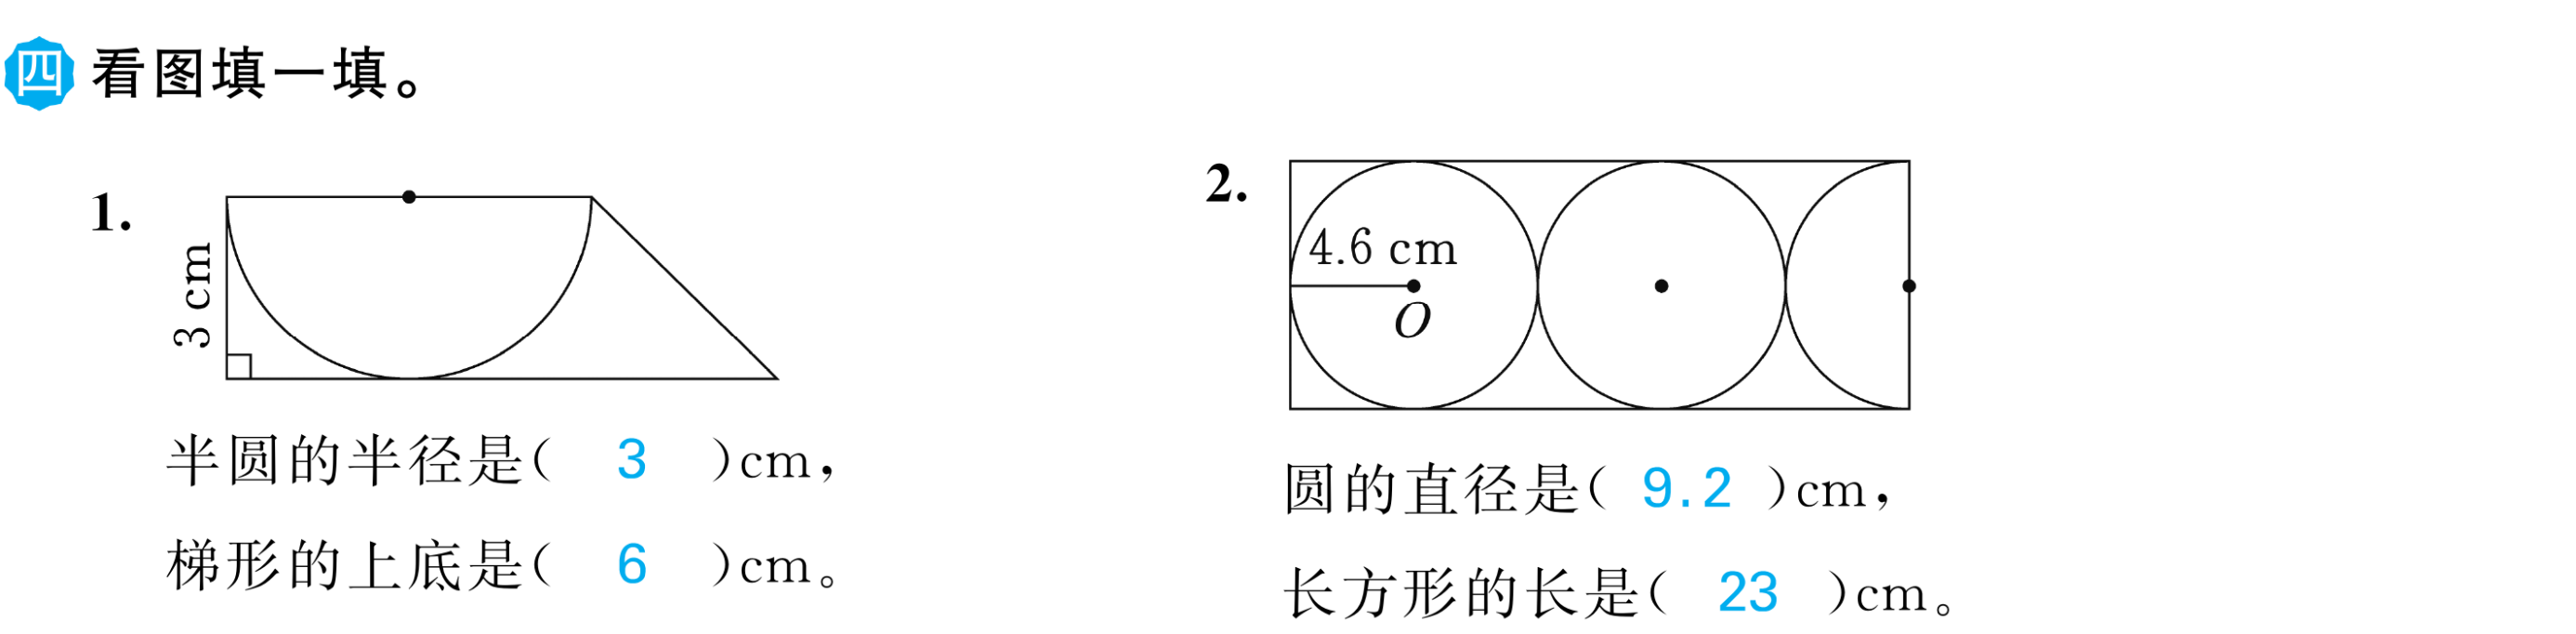 四 看图填一填。
1.
3 cm
半圆的半径是( 3 )cm,
梯形的上底是( 6 )cm。
2.
4.6 cm
O
圆的直径是( 9.2 )cm,
长方形的长是( 23 )cm。